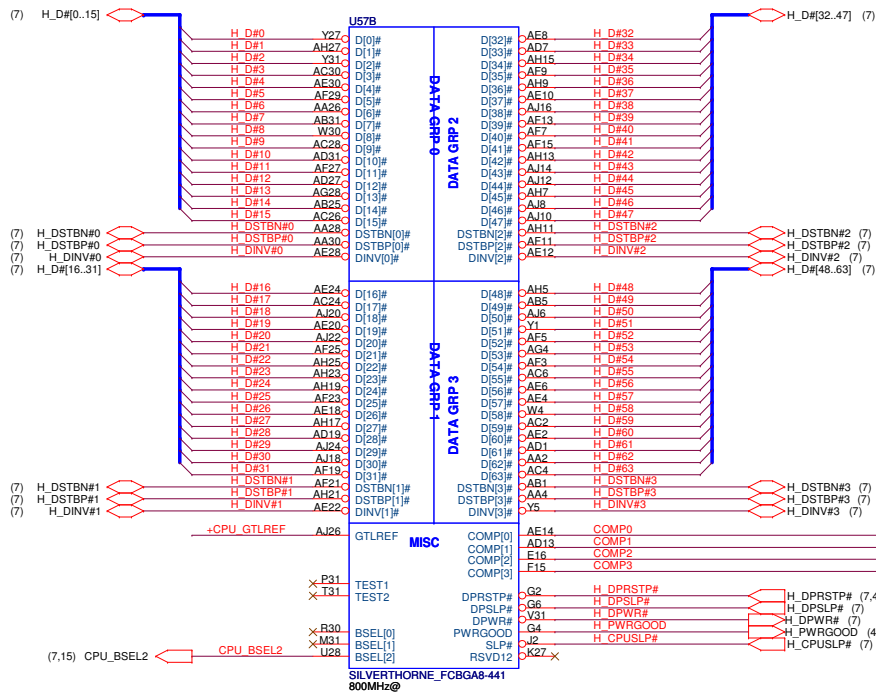 (7) H_D#[0..15] U57B H_D#[32..47] (7)
H_D#0 Y27 D[0]# D[32]# AE8 H_D#32
H_D#1 AH27 D[1]# D[33]# AD7 H_D#33
H_D#2 Y31 D[2]# D[34]# AH15 H_D#34
H_D#3 AC30 D[3]# D[35]# AF9 H_D#35
H_D#4 AE30 D[4]# D[36]# AH9 H_D#36
H_D#5 AF29 D[5]# D[37]# AE10 H_D#37
H_D#6 AA26 D[6]# D[38]# AJ16 H_D#38
H_D#7 AB31 D[7]# D[39]# AF13 H_D#39
H_D#8 W30 D[8]# D[40]# AF7 H_D#40
H_D#9 AC28 D[9]# D[41]# AF15 H_D#41
H_D#10 AD31 D[10]# D[42]# AH13 H_D#42
H_D#11 AF27 D[11]# D[43]# AJ14 H_D#43
H_D#12 AD27 D[12]# D[44]# AJ12 H_D#44
H_D#13 AG28 D[13]# D[45]# AH7 H_D#45
H_D#14 AB25 D[14]# D[46]# AJ8 H_D#46
H_D#15 AC26 D[15]# D[47]# AJ10 H_D#47
(7) H_DSTBN#0 H_DSTBN#0 AA28 DSTBN[0]# DSTBN[2]# AH11 H_DSTBN#2 H_DSTBN#2 (7)
(7) H_DSTBP#0 H_DSTBP#0 AA30 DSTBP[0]# DSTBP[2]# AF11 H_DSTBP#2 H_DSTBP#2 (7)
(7) H_DINV#0 H_DINV#0 AE28 DINV[0]# DINV[2]# AE12 H_DINV#2 H_DINV#2 (7)
DATA GRP 0
DATA GRP 2
(7) H_D#[16..31] H_D#[48..63] (7)
H_D#16 AE24 D[16]# D[48]# AH5 H_D#48
H_D#17 AC24 D[17]# D[49]# AB5 H_D#49
H_D#18 AJ20 D[18]# D[50]# AJ6 H_D#50
H_D#19 AE20 D[19]# D[51]# Y1 H_D#51
H_D#20 AJ22 D[20]# D[52]# AF5 H_D#52
H_D#21 AF25 D[21]# D[53]# AG4 H_D#53
H_D#22 AH25 D[22]# D[54]# AF3 H_D#54
H_D#23 AH23 D[23]# D[55]# AC6 H_D#55
H_D#24 AH19 D[24]# D[56]# AE6 H_D#56
H_D#25 AF23 D[25]# D[57]# AE4 H_D#57
H_D#26 AE18 D[26]# D[58]# W4 H_D#58
H_D#27 AH17 D[27]# D[59]# AC2 H_D#59
H_D#28 AD19 D[28]# D[60]# AE2 H_D#60
H_D#29 AJ24 D[29]# D[61]# AD1 H_D#61
H_D#30 AJ18 D[30]# D[62]# AA2 H_D#62
H_D#31 AF19 D[31]# D[63]# AC4 H_D#63
(7) H_DSTBN#1 H_DSTBN#1 AF21 DSTBN[1]# DSTBN[3]# AB1 H_DSTBN#3 H_DSTBN#3 (7)
(7) H_DSTBP#1 H_DSTBP#1 AH21 DSTBP[1]# DSTBP[3]# AA4 H_DSTBP#3 H_DSTBP#3 (7)
(7) H_DINV#1 H_DINV#1 AE22 DINV[1]# DINV[3]# Y5 H_DINV#3 H_DINV#3 (7)
DATA GRP 1
DATA GRP 3
+CPU_GTLREF AJ26 GTLREF MISC COMP[0] AE14 COMP0
COMP[1] AD13 COMP1
COMP[2] E16 COMP2
COMP[3] F15 COMP3
P31 TEST1
T31 TEST2
DPRSTP# G2 H_DPRSTP# H_DPRSTP# (7,4
DPSLP# G6 H_DPSLP# H_DPSLP# (7)
DPWR# V31 H_DPWR# H_DPWR# (7)
R30 BSEL[0] PWRGOOD G4 H_PWRGOOD H_PWRGOOD (4
M31 BSEL[1] SLP# J2 H_CPUSLP# H_CPUSLP# (7)
(7,15) CPU_BSEL2 CPU_BSEL2 U28 BSEL[2] RSVD12 K27
SILVERTHORNE_FCBGA8-441
800MHz@